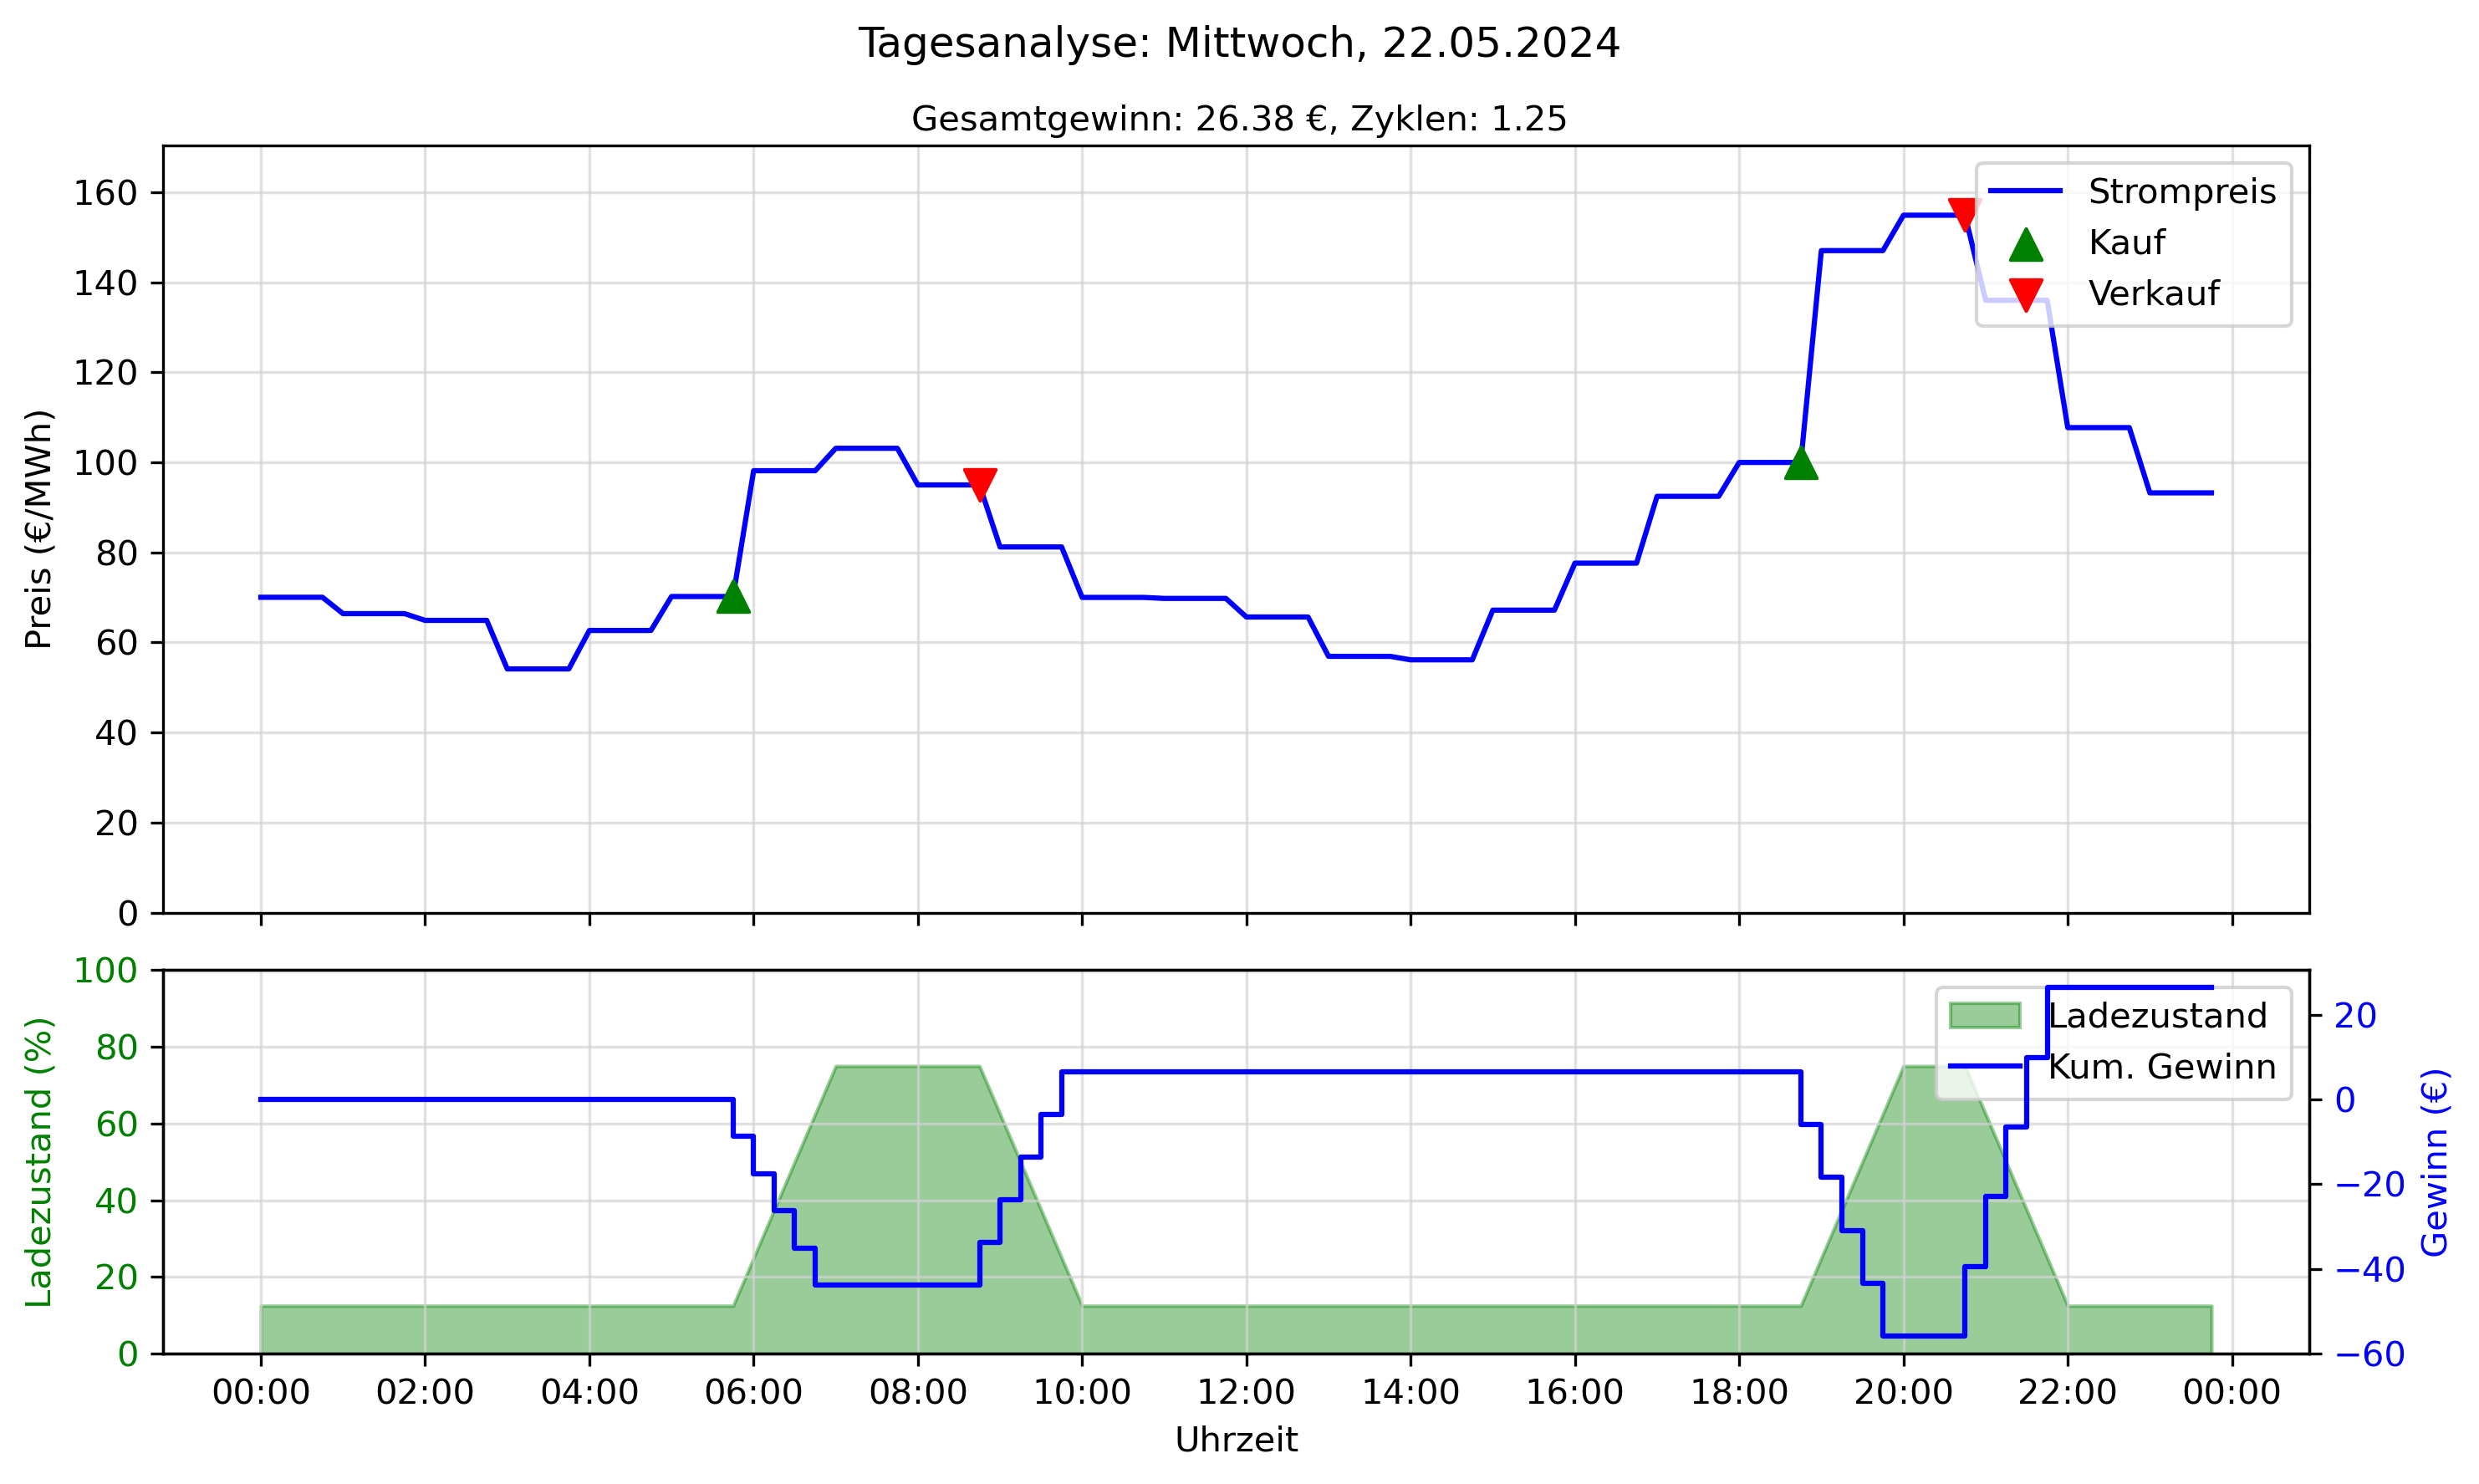 Tagesanalyse: Mittwoch, 22.05.2024
Gesamtgewinn: 26.38 €, Zyklen: 1.25
Preis (€/MWh)
160
140
120
100
80
60
40
20
0
Strompreis
Kauf
Verkauf
Ladezustand (%)
100
80
60
40
20
0
Ladezustand
Kum. Gewinn
20
0
−20
−40
−60
Gewinn (€)
00:00 02:00 04:00 06:00 08:00 10:00 12:00 14:00 16:00 18:00 20:00 22:00 00:00
Uhrzeit